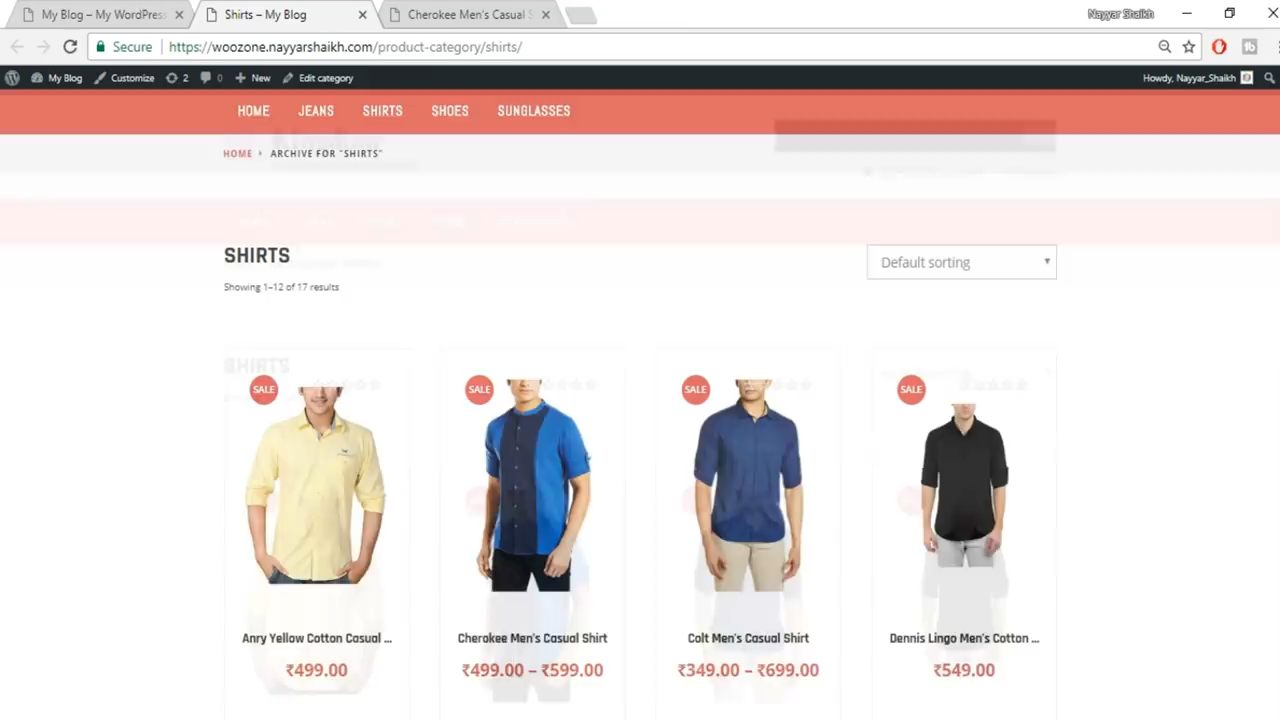 My Blog – My WordPress
Shirts – My Blog
Cherokee Men's Casual S
Nayyar Shaikh
Secure
https://woozone.nayyarshaikh.com/product-category/shirts/
My Blog
Customize
2
0
New
Edit category
Howdy, Nayyar_Shaikh
HOME
JEANS
SHIRTS
SHOES
SUNGLASSES
HOME
ARCHIVE FOR "SHIRTS"
SHIRTS
Default sorting
Showing 1–12 of 17 results
SHIRTS
SALE
SALE
SALE
SALE
Anry Yellow Cotton Casual ...
Cherokee Men's Casual Shirt
Colt Men's Casual Shirt
Dennis Lingo Men's Cotton ...
₹499.00
₹499.00 – ₹599.00
₹349.00 – ₹699.00
₹549.00